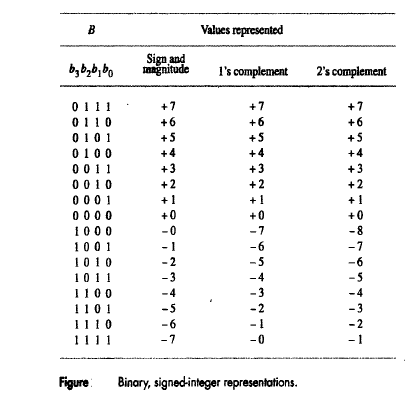 B Values represented
b3b2b1b0 Sign and magnitude 1's complement 2's complement
0 1 1 1 +7 +7 +7
0 1 1 0 +6 +6 +6
0 1 0 1 +5 +5 +5
0 1 0 0 +4 +4 +4
0 0 1 1 +3 +3 +3
0 0 1 0 +2 +2 +2
0 0 0 1 +1 +1 +1
0 0 0 0 +0 +0 +0
1 0 0 0 -0 -7 -8
1 0 0 1 -1 -6 -7
1 0 1 0 -2 -5 -6
1 0 1 1 -3 -4 -5
1 1 0 0 -4 -3 -4
1 1 0 1 -5 -2 -3
1 1 1 0 -6 -1 -2
1 1 1 1 -7 -0 -1
Figure: Binary, signed-integer representations.